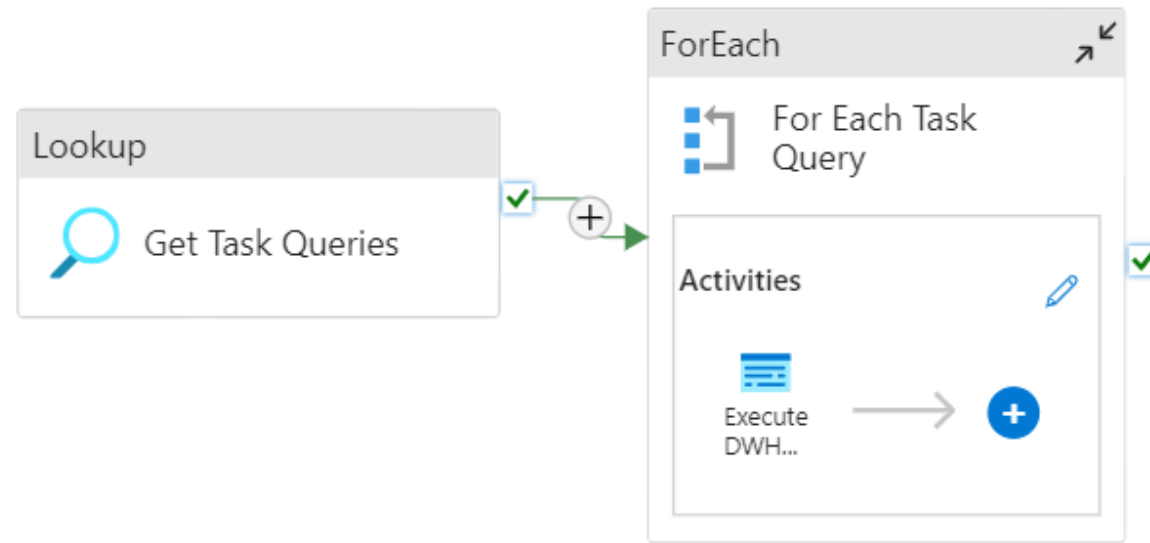 Lookup
Get Task Queries
ForEach
For Each Task
Query
Activities
Execute
DWH...